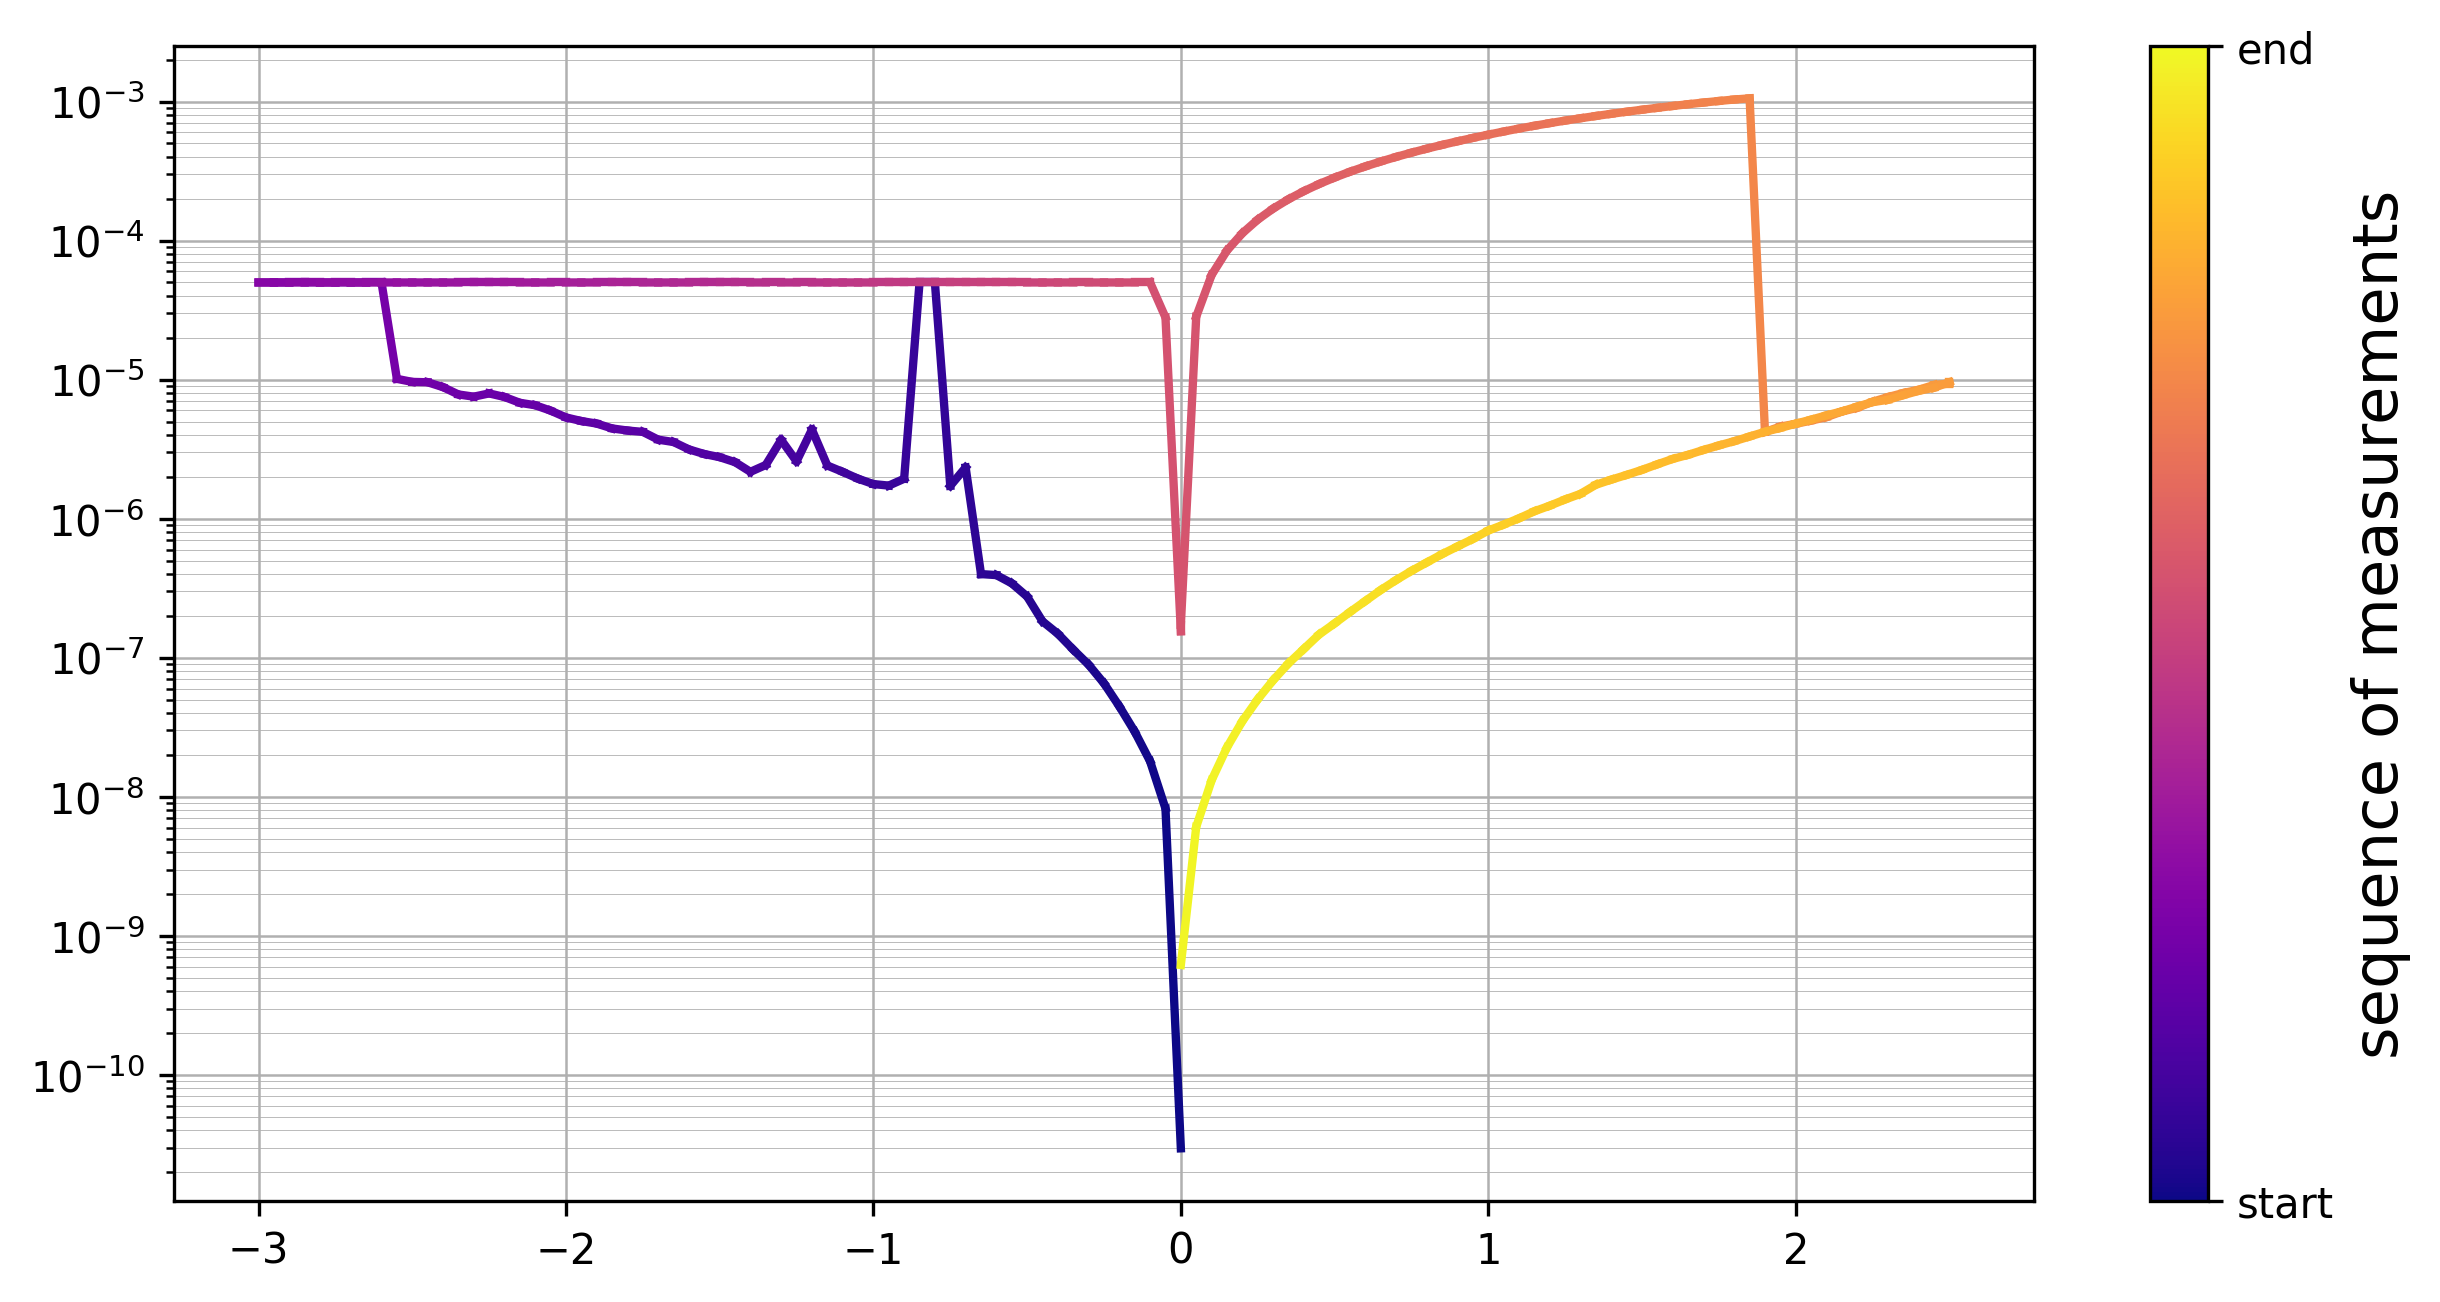 10⁻³
10⁻⁴
10⁻⁵
10⁻⁶
10⁻⁷
10⁻⁸
10⁻⁹
10⁻¹⁰
−3 −2 −1 0 1 2
end
start
sequence of measurements